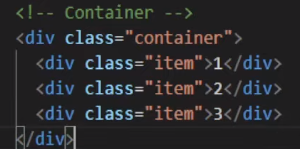 <!-- Container -->
<div class="container">
<div class="item">1</div>
<div class="item">2</div>
<div class="item">3</div>
</div>